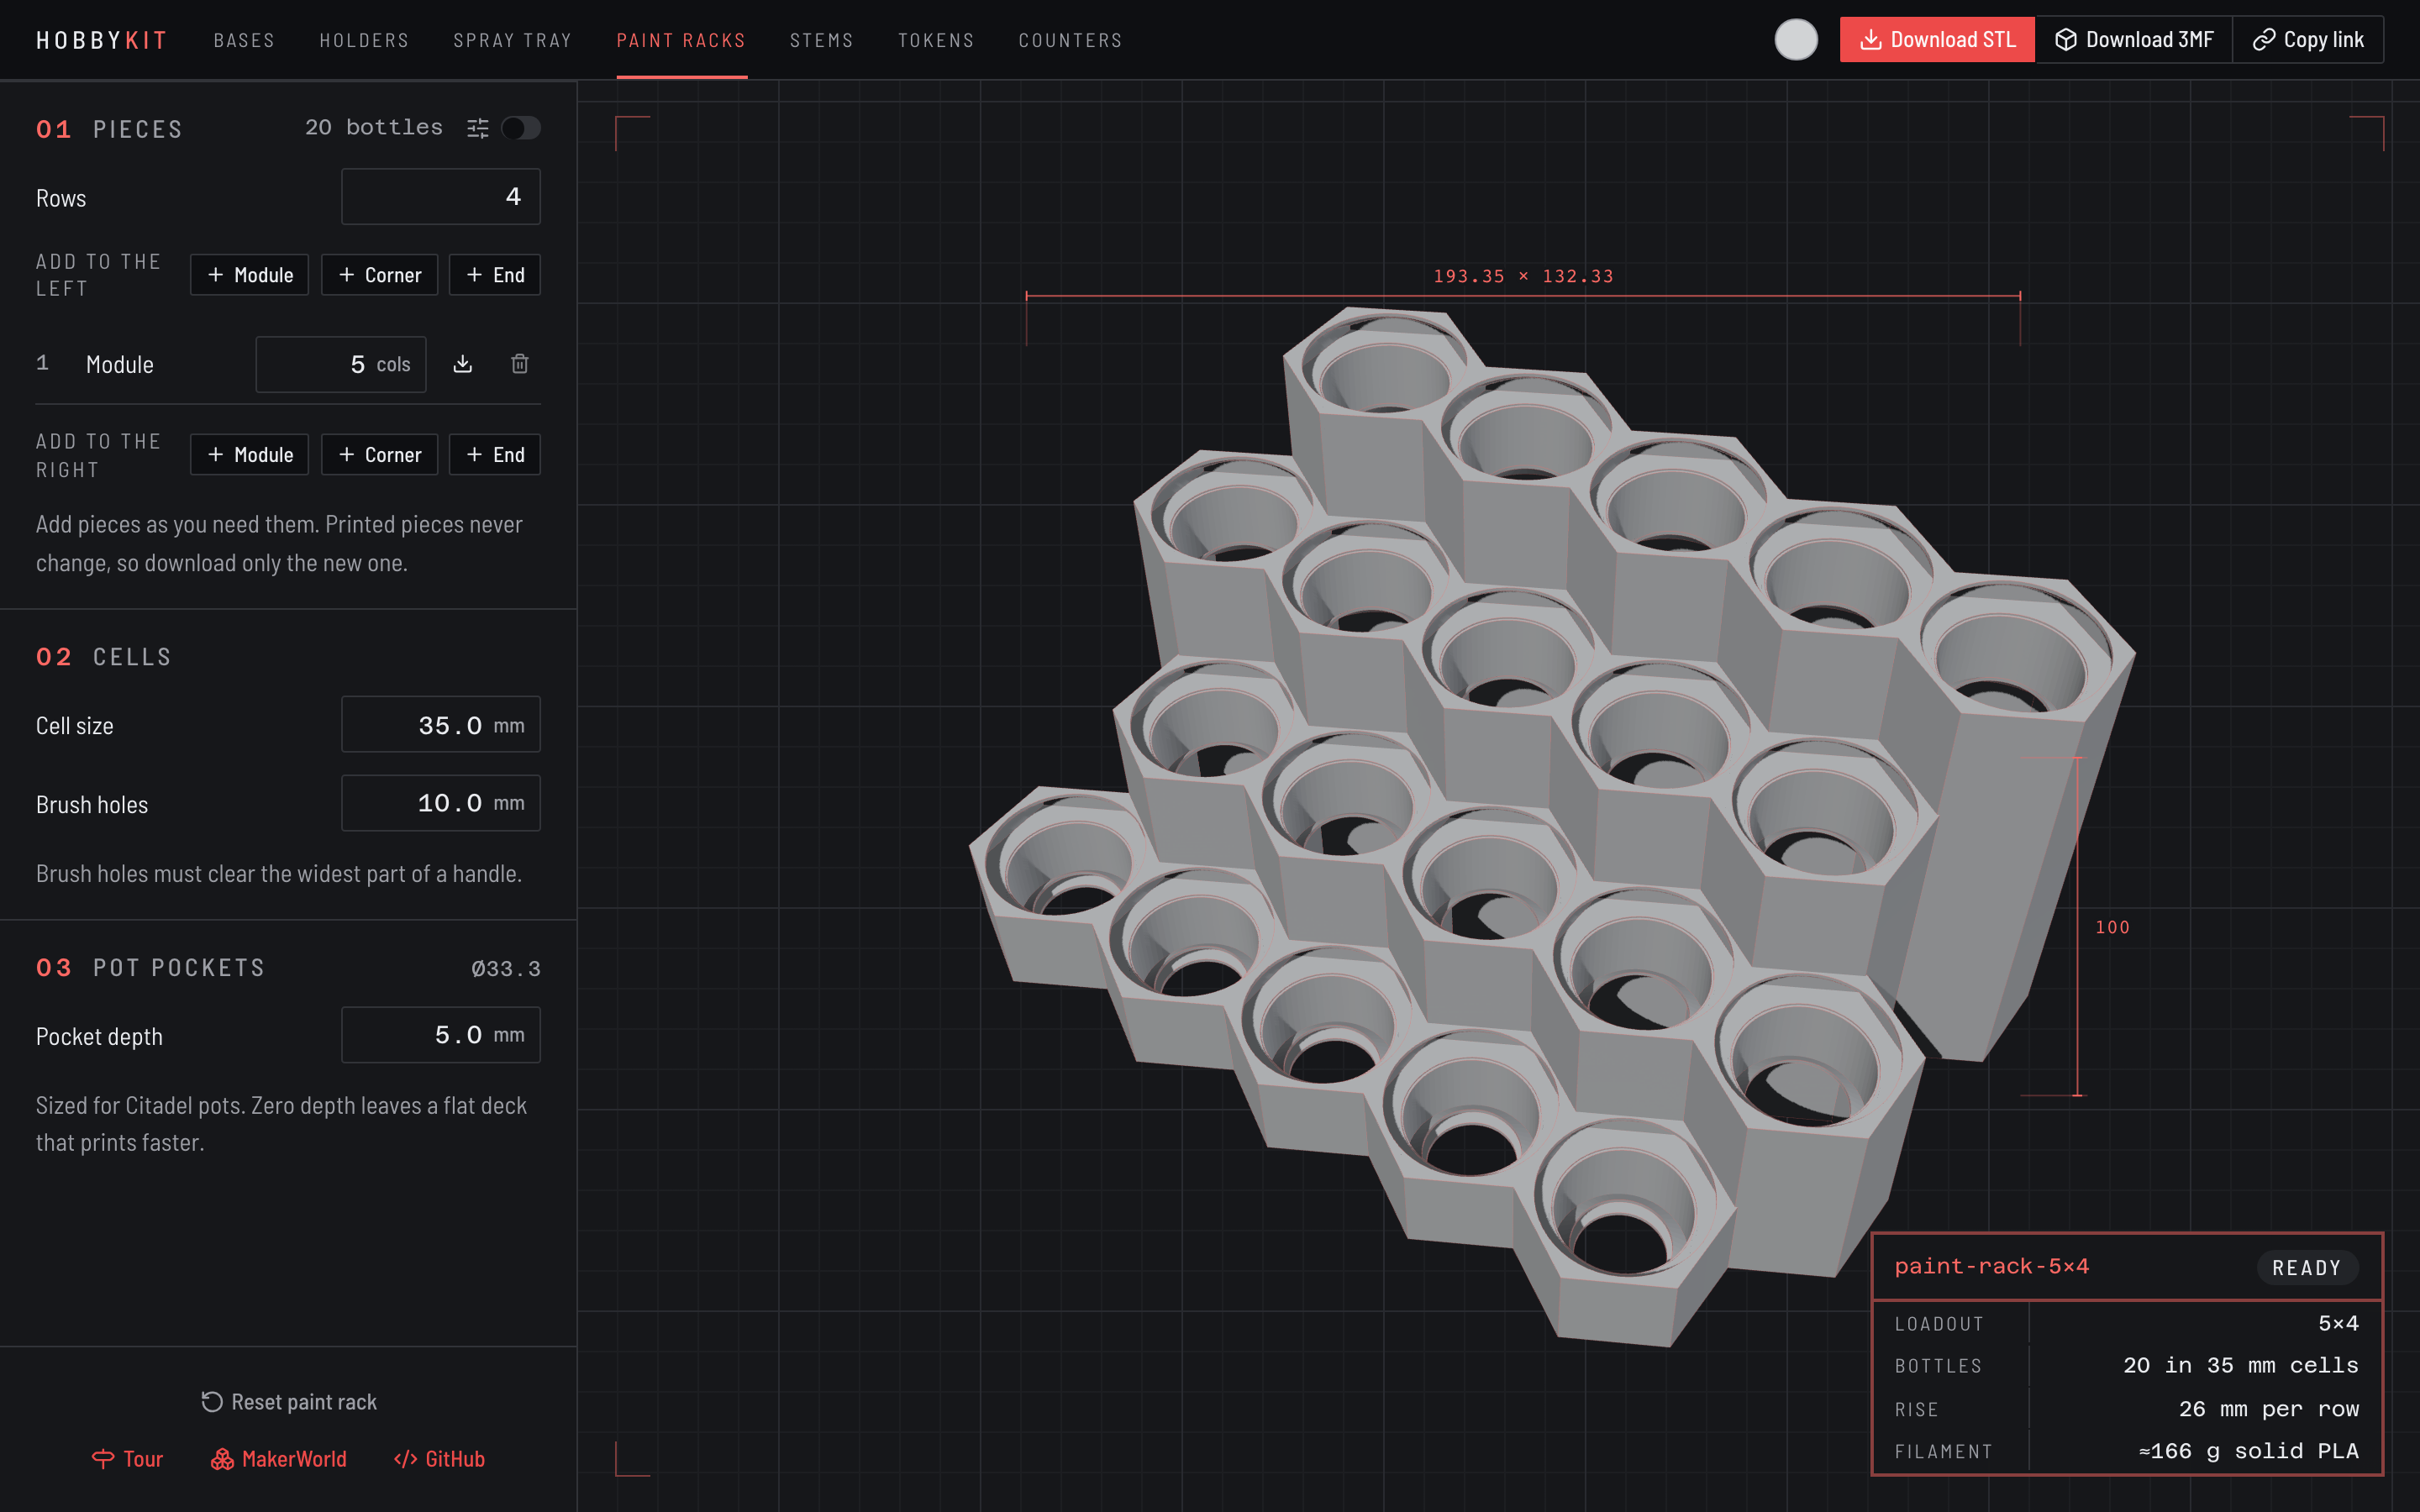 HOBBYKIT BASES HOLDERS SPRAY TRAY PAINT RACKS STEMS TOKENS COUNTERS Download STL Download 3MF Copy link
01 PIECES 20 bottles
Rows 4
ADD TO THE LEFT + Module + Corner + End
1 Module 5 cols
ADD TO THE RIGHT + Module + Corner + End
Add pieces as you need them. Printed pieces never
change, so download only the new one.
02 CELLS
Cell size 35.0 mm
Brush holes 10.0 mm
Brush holes must clear the widest part of a handle.
03 POT POCKETS Ø33.3
Pocket depth 5.0 mm
Sized for Citadel pots. Zero depth leaves a flat deck
that prints faster.
Reset paint rack
Tour MakerWorld GitHub
193.35 × 132.33
100
paint-rack-5×4 READY
LOADOUT 5×4
BOTTLES 20 in 35 mm cells
RISE 26 mm per row
FILAMENT ≈166 g solid PLA